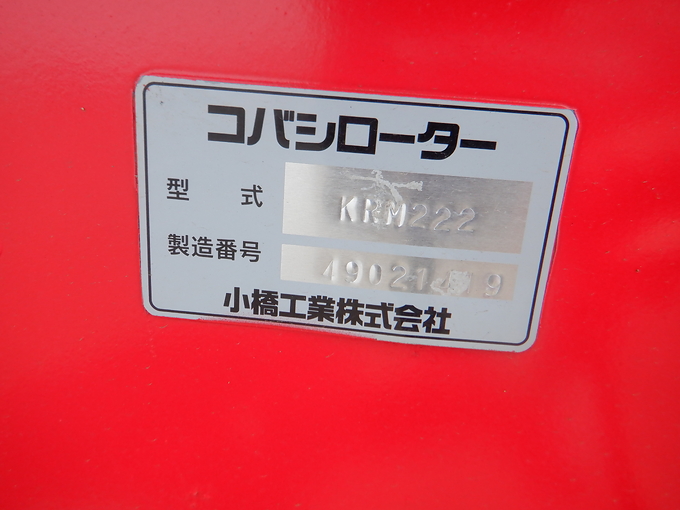 コバシローター
型式 KRM222
製造番号
小橋工業株式会社